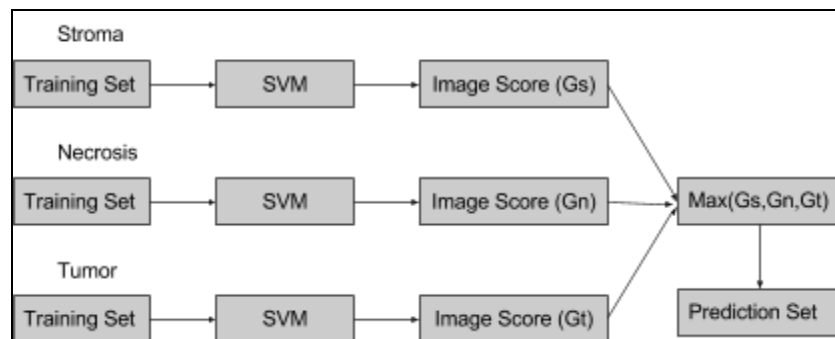 Stroma
Training Set
SVM
Image Score (Gs)
Necrosis
Training Set
SVM
Image Score (Gn)
Max(Gs,Gn,Gt)
Tumor
Training Set
SVM
Image Score (Gt)
Prediction Set